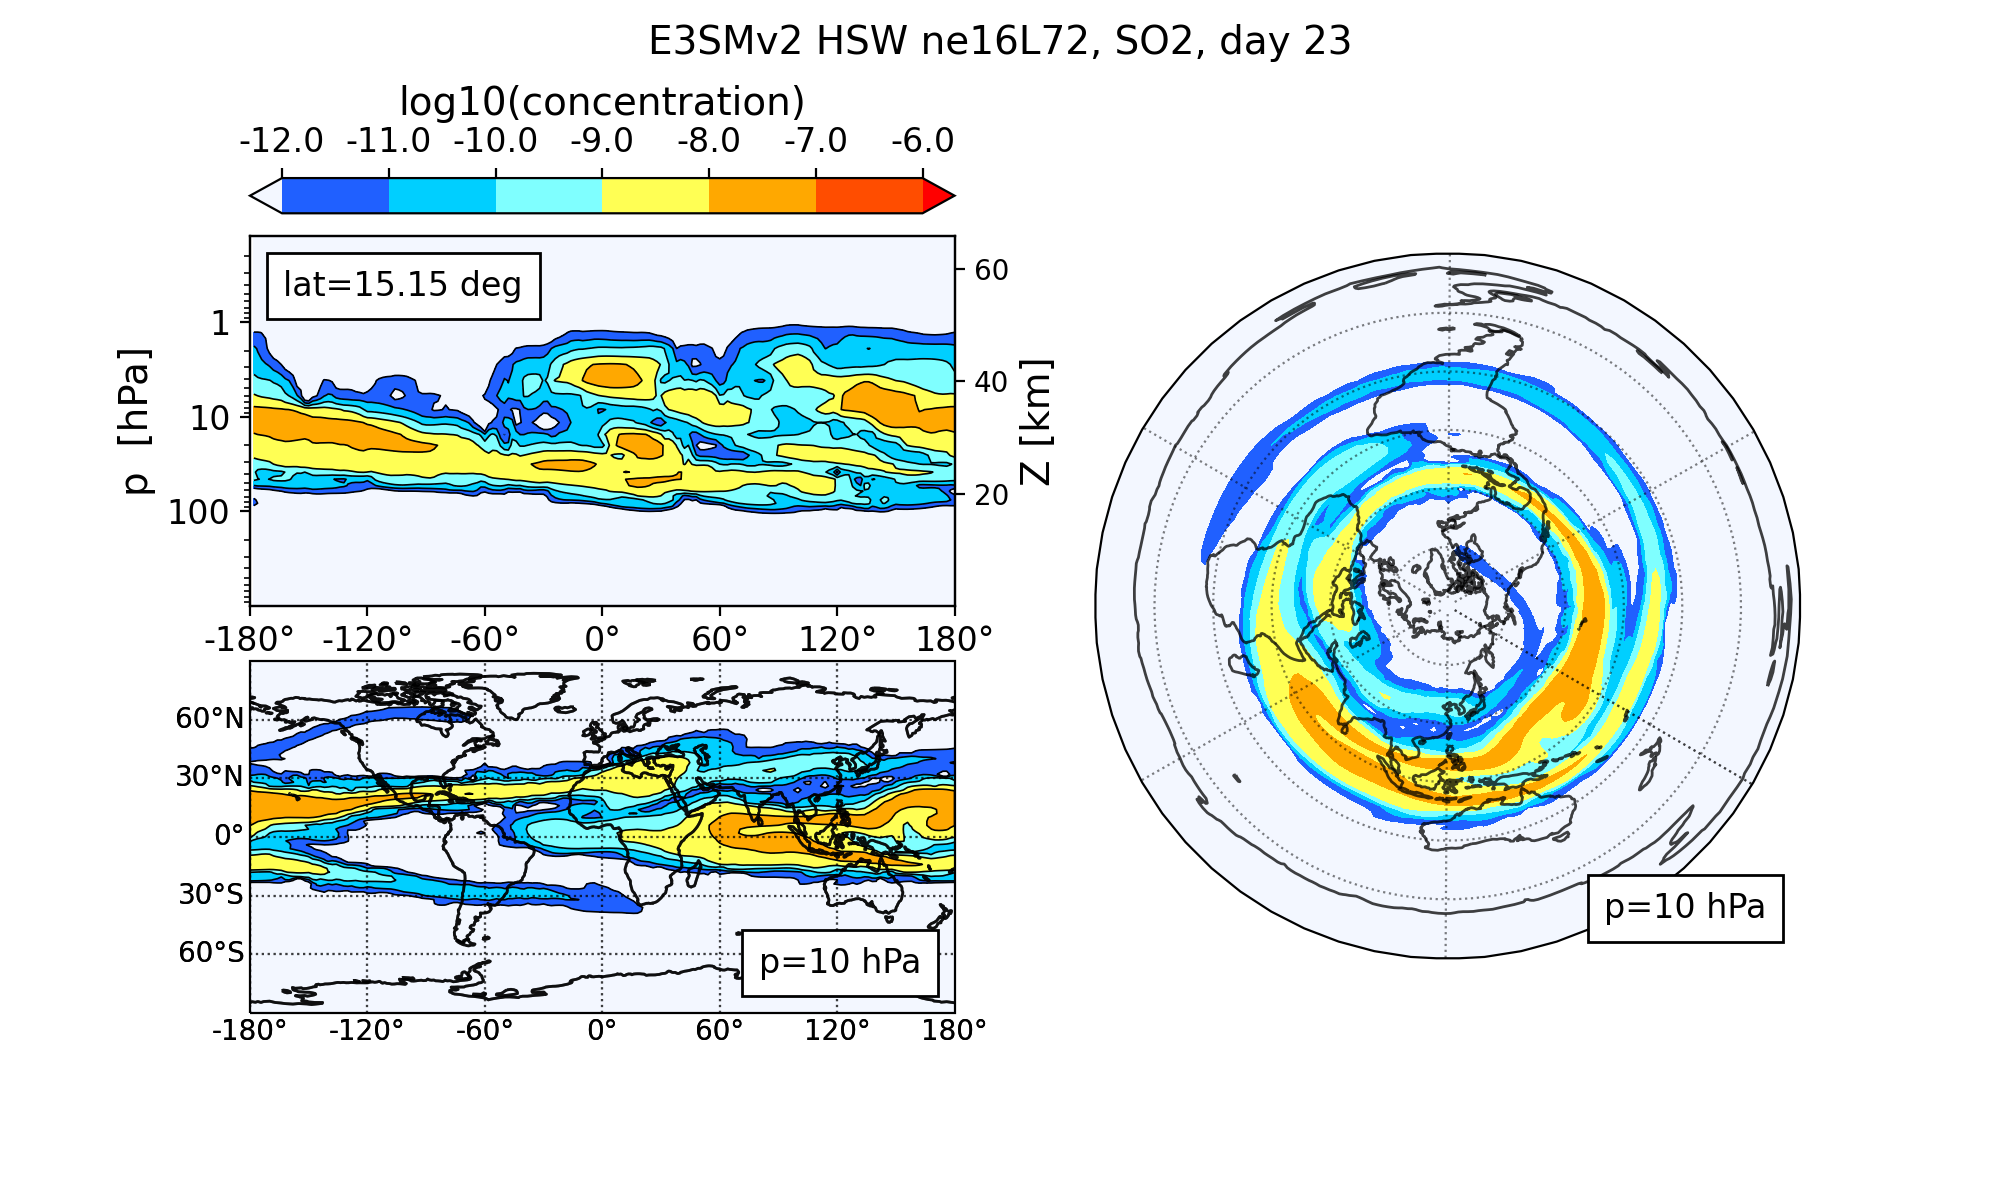 E3SMv2 HSW ne16L72, SO2, day 23
log10(concentration)
-12.0 -11.0 -10.0 -9.0 -8.0 -7.0 -6.0
lat=15.15 deg
p [hPa]
1
10
100
60
40
20
Z [km]
-180° -120° -60° 0° 60° 120° 180°
60°N
30°N
0°
30°S
60°S
p=10 hPa
-180° -120° -60° 0° 60° 120° 180°
p=10 hPa